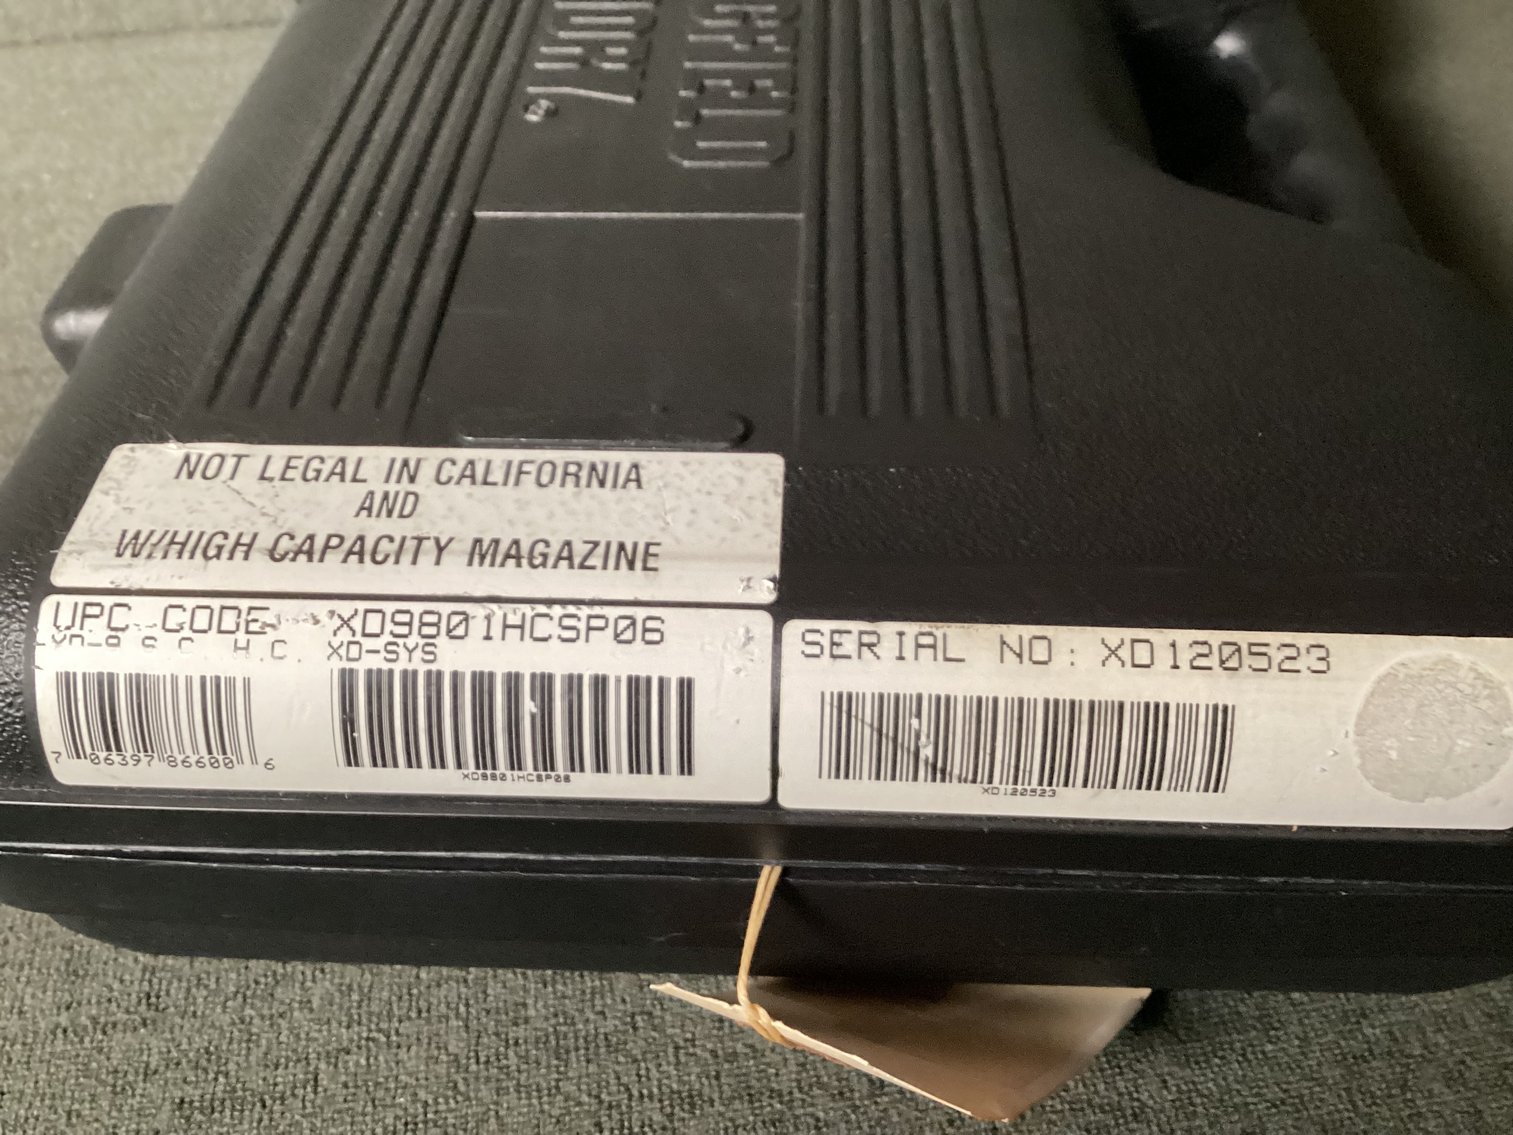 NOT LEGAL IN CALIFORNIA
AND
W/HIGH CAPACITY MAGAZINE
UPC CODE XD9801HCSP06
H.C. XD-SYS
7 06397 86600 6
XD9801HCSP06
SERIAL NO: XD120523
XD120523